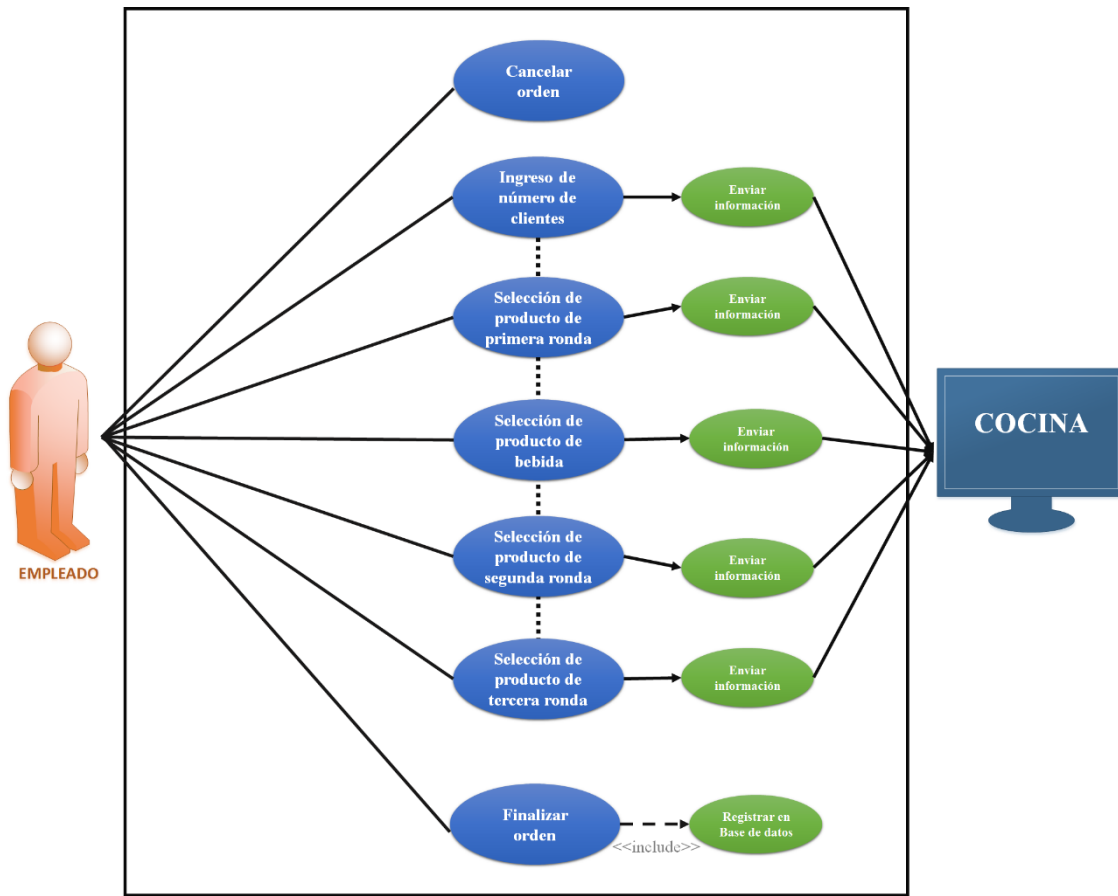 Cancelar
orden
Ingreso de
número de
clientes
Enviar
información
Selección de
producto de
primera ronda
Enviar
información
Selección de
producto de
bebida
Enviar
información
COCINA
EMPLEADO
Selección de
producto de
segunda ronda
Enviar
información
Selección de
producto de
tercera ronda
Enviar
información
Finalizar
orden
<<include>>
Registrar en
Base de datos